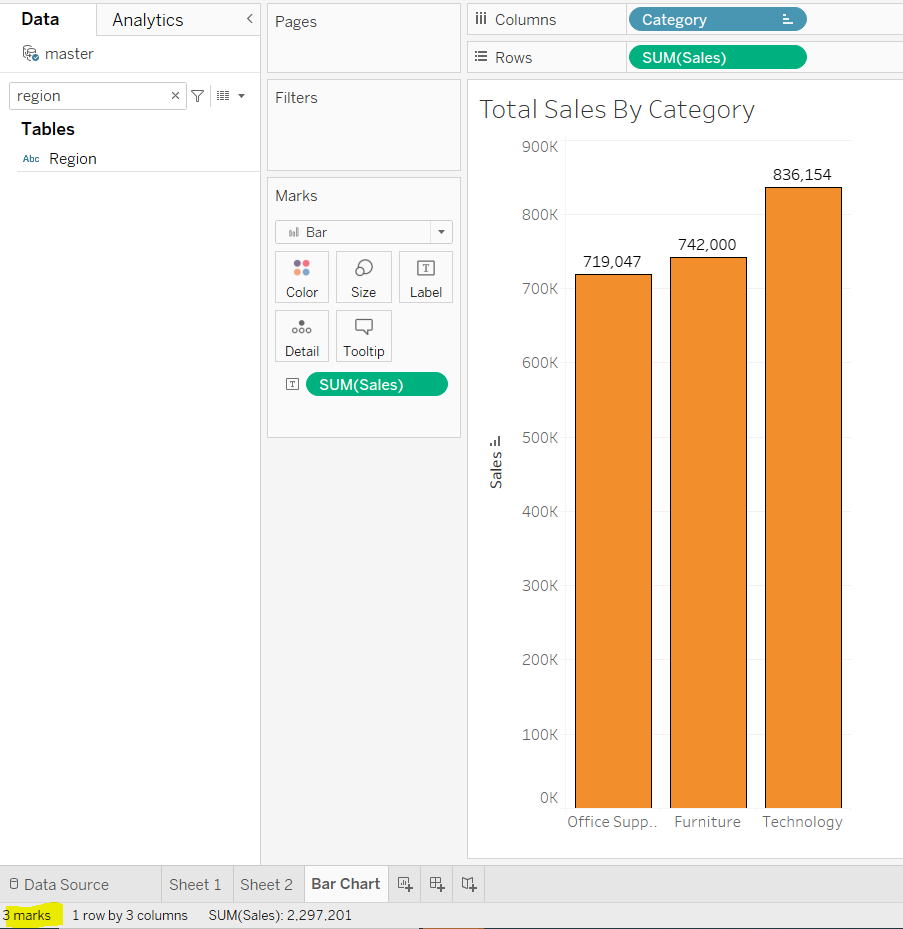 Data
Analytics
master
region
Tables
Abc Region
Pages
Filters
Marks
Bar
Color
Size
Label
Detail
Tooltip
SUM(Sales)
Columns
Category
Rows
SUM(Sales)
Total Sales By Category
900K
800K
700K
600K
500K
400K
300K
200K
100K
0K
Sales
719,047
742,000
836,154
Office Supp..
Furniture
Technology
Data Source
Sheet 1
Sheet 2
Bar Chart
3 marks
1 row by 3 columns
SUM(Sales): 2,297,201